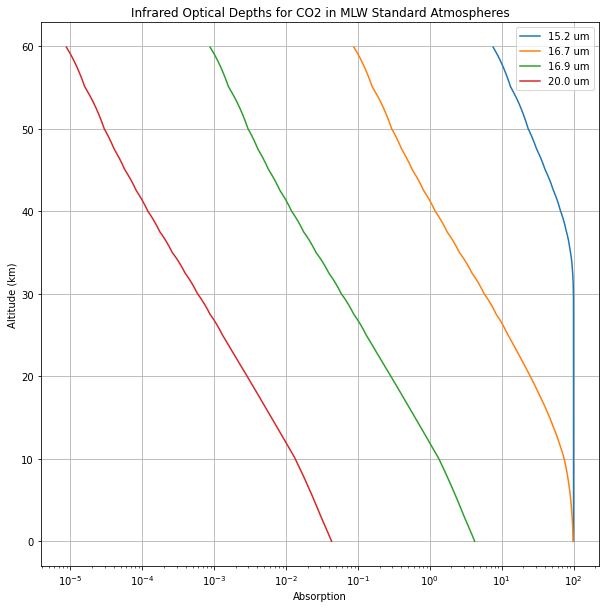 Infrared Optical Depths for CO2 in MLW Standard Atmospheres
15.2 um
16.7 um
16.9 um
20.0 um
60
50
40
30
20
10
0
Altitude (km)
10⁻⁵ 10⁻⁴ 10⁻³ 10⁻² 10⁻¹ 10⁰ 10¹ 10²
Absorption